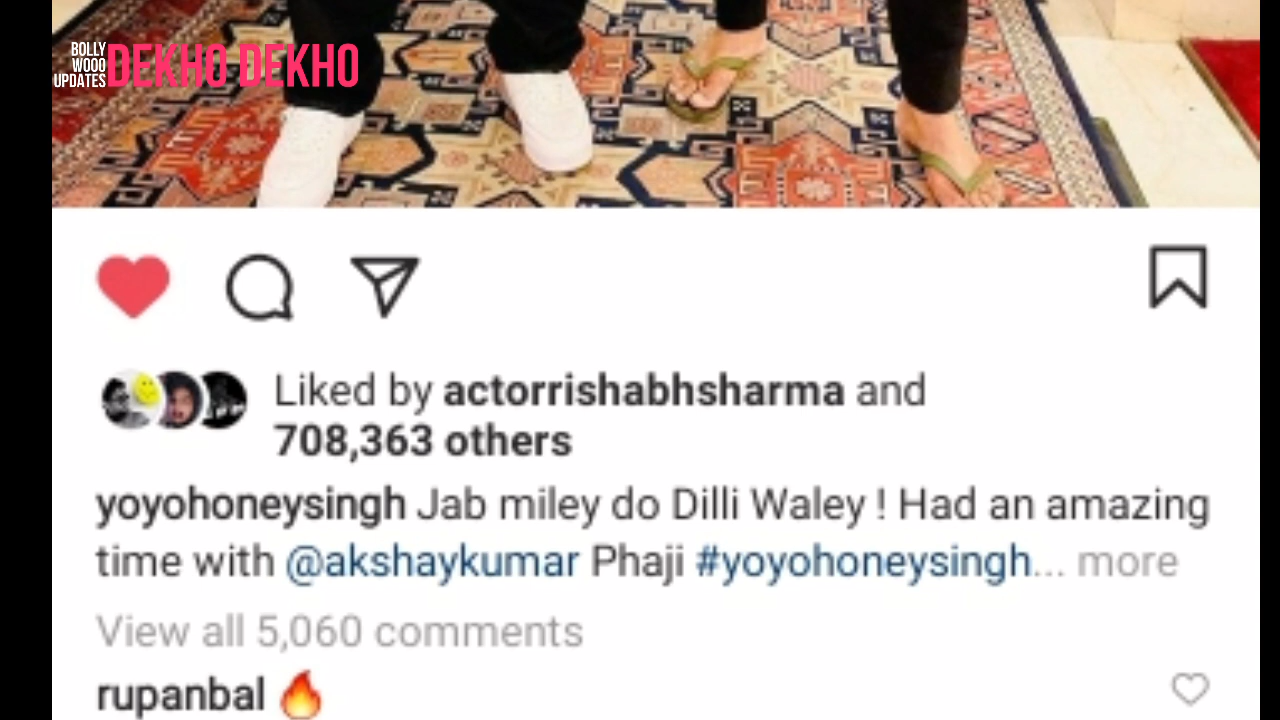 BOLLY
WOOD
UPDATES
DEKHO DEKHO
Liked by actorrishabhsharma and
708,363 others
yoyohoneysingh Jab miley do Dilli Waley ! Had an amazing
time with @akshaykumar Phaji #yoyohoneysingh... more
View all 5,060 comments
rupanbal 🔥